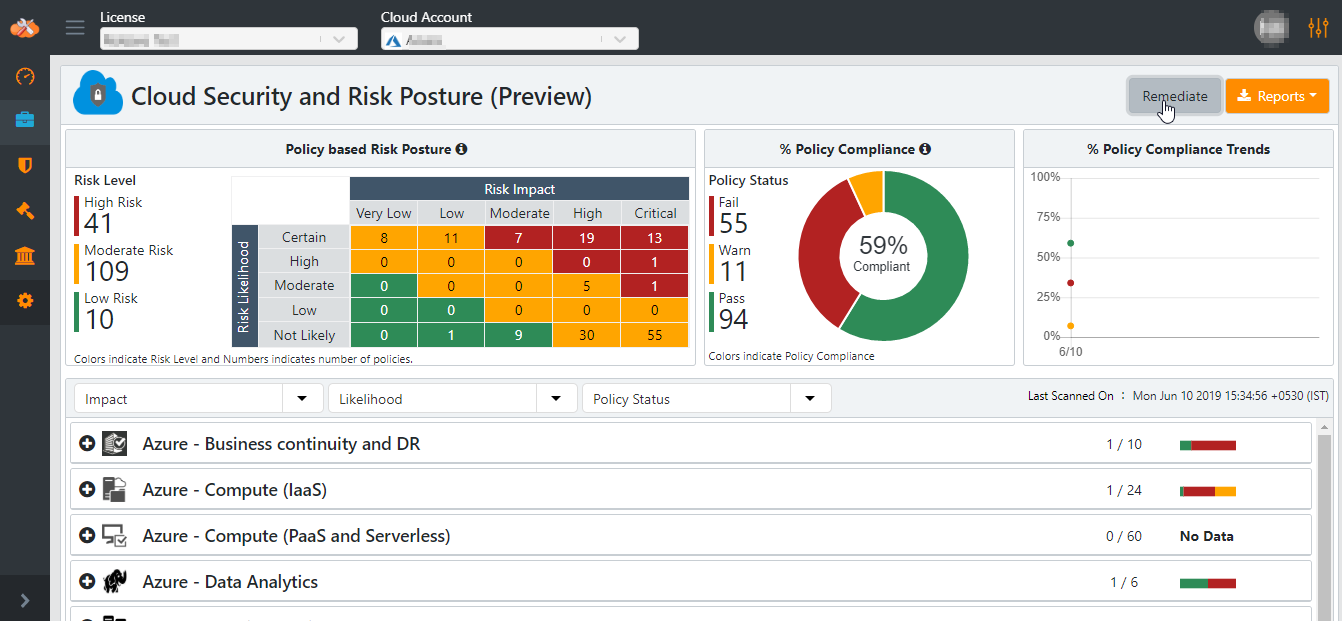 License
Cloud Account
Cloud Security and Risk Posture (Preview)
Remediate
Reports
Policy based Risk Posture
Risk Level
High Risk
41
Moderate Risk
109
Low Risk
10
Risk Impact
Very Low Low Moderate High Critical
Risk Likelihood
Certain 8 11 7 19 13
High 0 0 0 0 1
Moderate 0 0 0 5 1
Low 0 0 0 0 0
Not Likely 0 1 9 30 55
Colors indicate Risk Level and Numbers indicates number of policies.
% Policy Compliance
Policy Status
Fail
55
Warn
11
Pass
94
59%
Compliant
Colors indicate Policy Compliance
% Policy Compliance Trends
100%
75%
50%
25%
0%
6/10
Impact
Likelihood
Policy Status
Last Scanned On : Mon Jun 10 2019 15:34:56 +0530 (IST)
Azure - Business continuity and DR 1 / 10
Azure - Compute (IaaS) 1 / 24
Azure - Compute (PaaS and Serverless) 0 / 60 No Data
Azure - Data Analytics 1 / 6